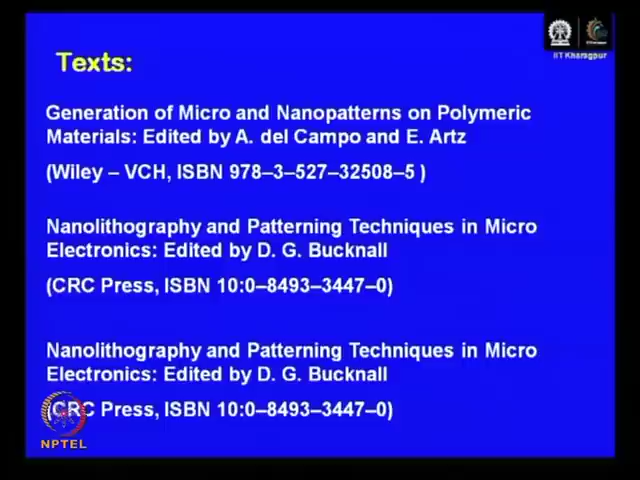 IIT Kharagpur
Texts:
Generation of Micro and Nanopatterns on Polymeric
Materials: Edited by A. del Campo and E. Artz
(Wiley – VCH, ISBN 978–3–527–32508–5 )
Nanolithography and Patterning Techniques in Micro
Electronics: Edited by D. G. Bucknall
(CRC Press, ISBN 10:0–8493–3447–0)
Nanolithography and Patterning Techniques in Micro
Electronics: Edited by D. G. Bucknall
(CRC Press, ISBN 10:0–8493–3447–0)
NPTEL